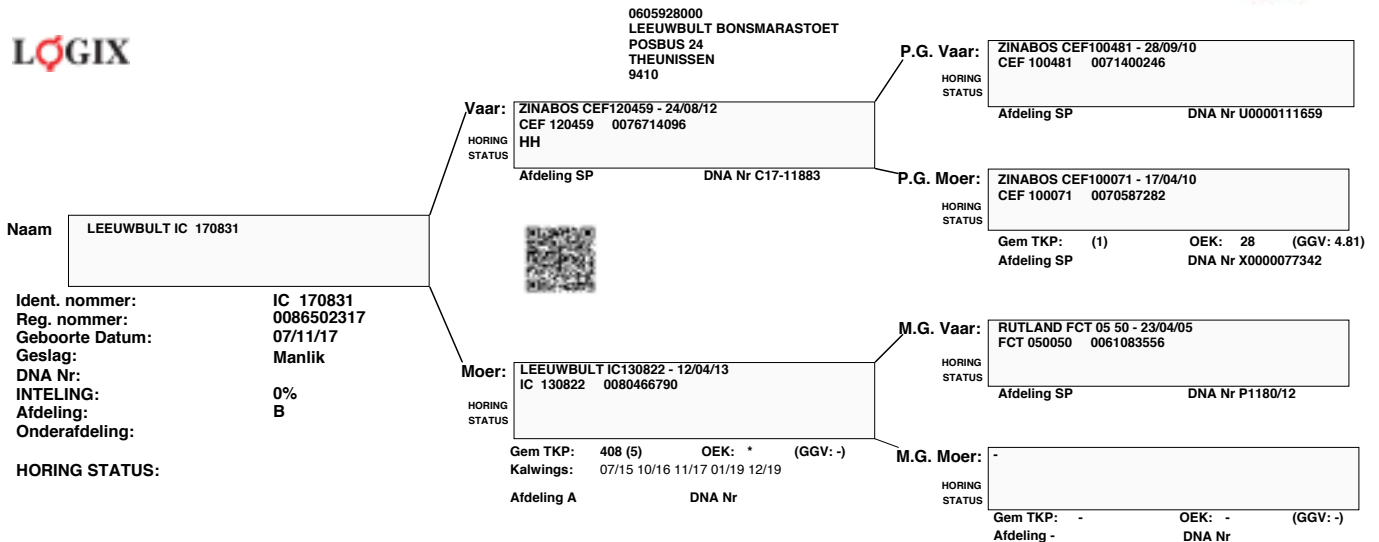 LOGIX
0605928000
LEEUWBULT BONSMARASTOET
POSBUS 24
THEUNISSEN
9410
Naam
LEEUWBULT IC 170831
Ident. nommer: IC 170831
Reg. nommer: 0086502317
Geboorte Datum: 07/11/17
Geslag: Manlik
DNA Nr:
INTELING: 0%
Afdeling: B
Onderafdeling:
HORING STATUS:
Vaar: ZINABOS CEF120459 - 24/08/12
CEF 120459 0076714096
HORING STATUS HH
Afdeling SP DNA Nr C17-11883
Moer: LEEUWBULT IC130822 - 12/04/13
IC 130822 0080466790
HORING
STATUS
Gem TKP: 408 (5) OEK: * (GGV: -)
Kalwings: 07/15 10/16 11/17 01/19 12/19
Afdeling A DNA Nr
P.G. Vaar: ZINABOS CEF100481 - 28/09/10
CEF 100481 0071400246
HORING
STATUS
Afdeling SP DNA Nr U0000111659
P.G. Moer: ZINABOS CEF100071 - 17/04/10
CEF 100071 0070587282
HORING
STATUS
Gem TKP: (1) OEK: 28 (GGV: 4.81)
Afdeling SP DNA Nr X0000077342
M.G. Vaar: RUTLAND FCT 05 50 - 23/04/05
FCT 050050 0061083556
HORING
STATUS
Afdeling SP DNA Nr P1180/12
M.G. Moer: -
HORING
STATUS
Gem TKP: - OEK: - (GGV: -)
Afdeling - DNA Nr